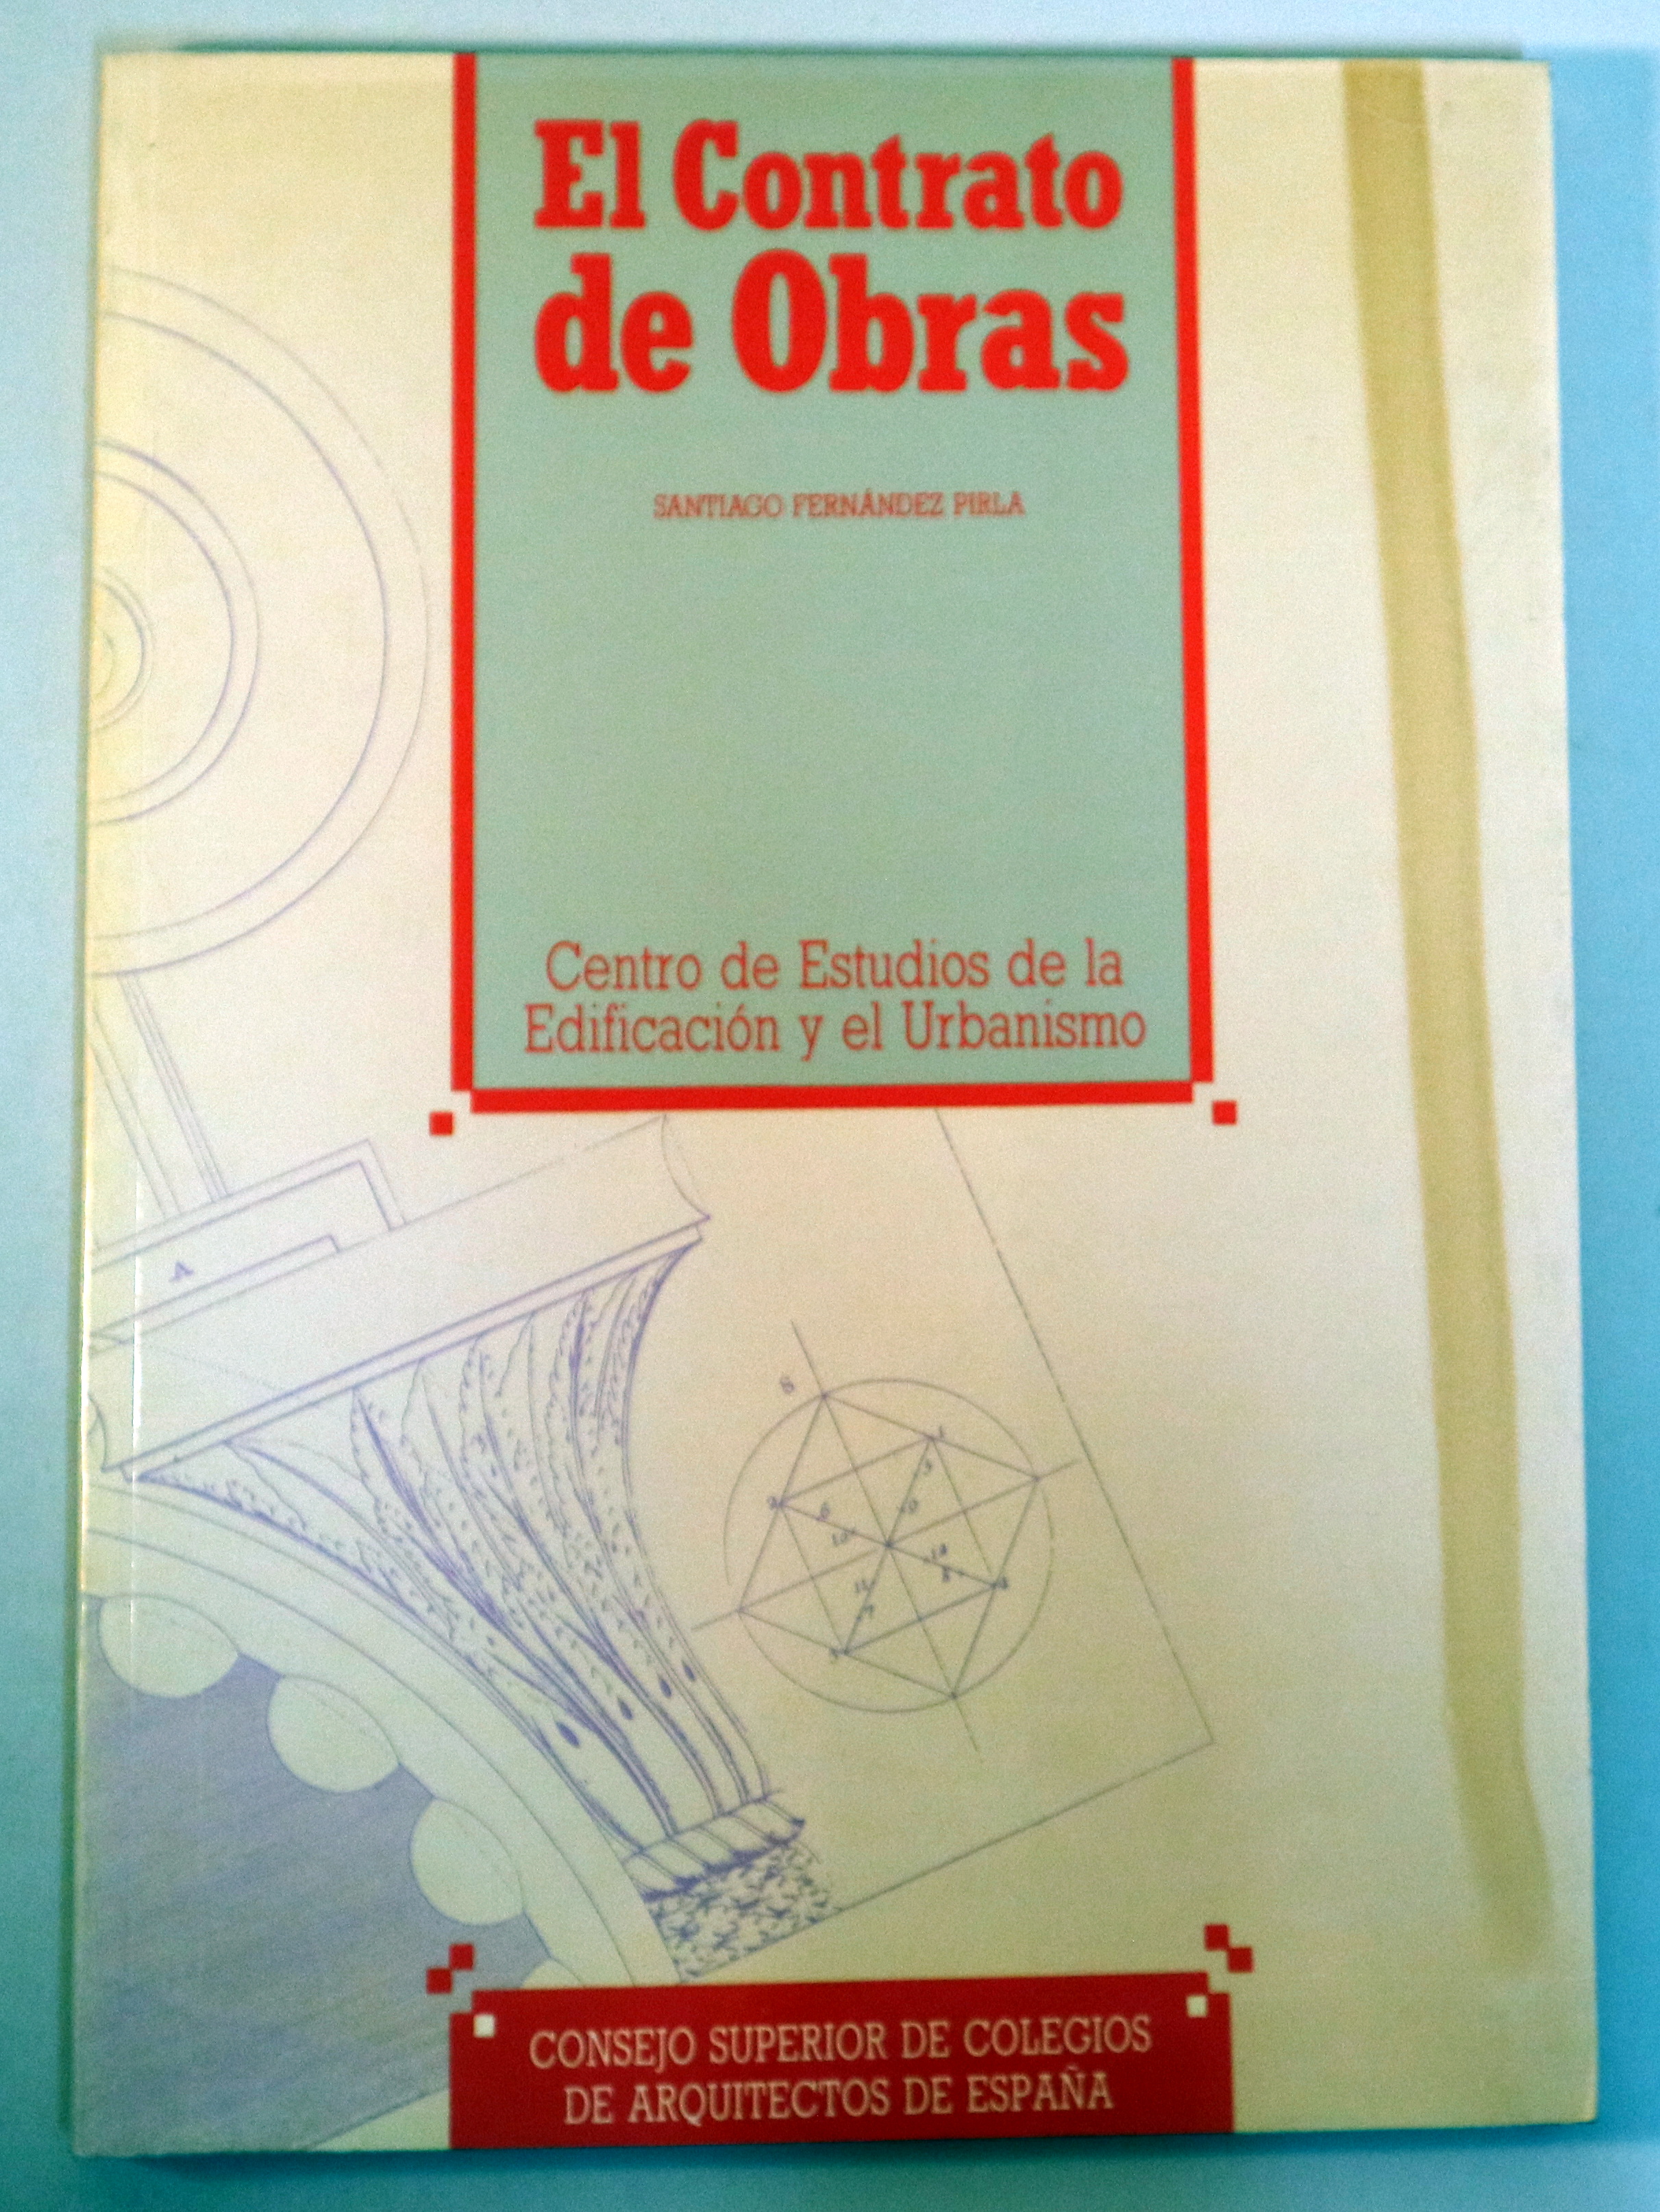 El Contrato
de Obras
SANTIAGO FERNÁNDEZ PIRLA
Centro de Estudios de la
Edificación y el Urbanismo
A
CONSEJO SUPERIOR DE COLEGIOS
DE ARQUITECTOS DE ESPAÑA